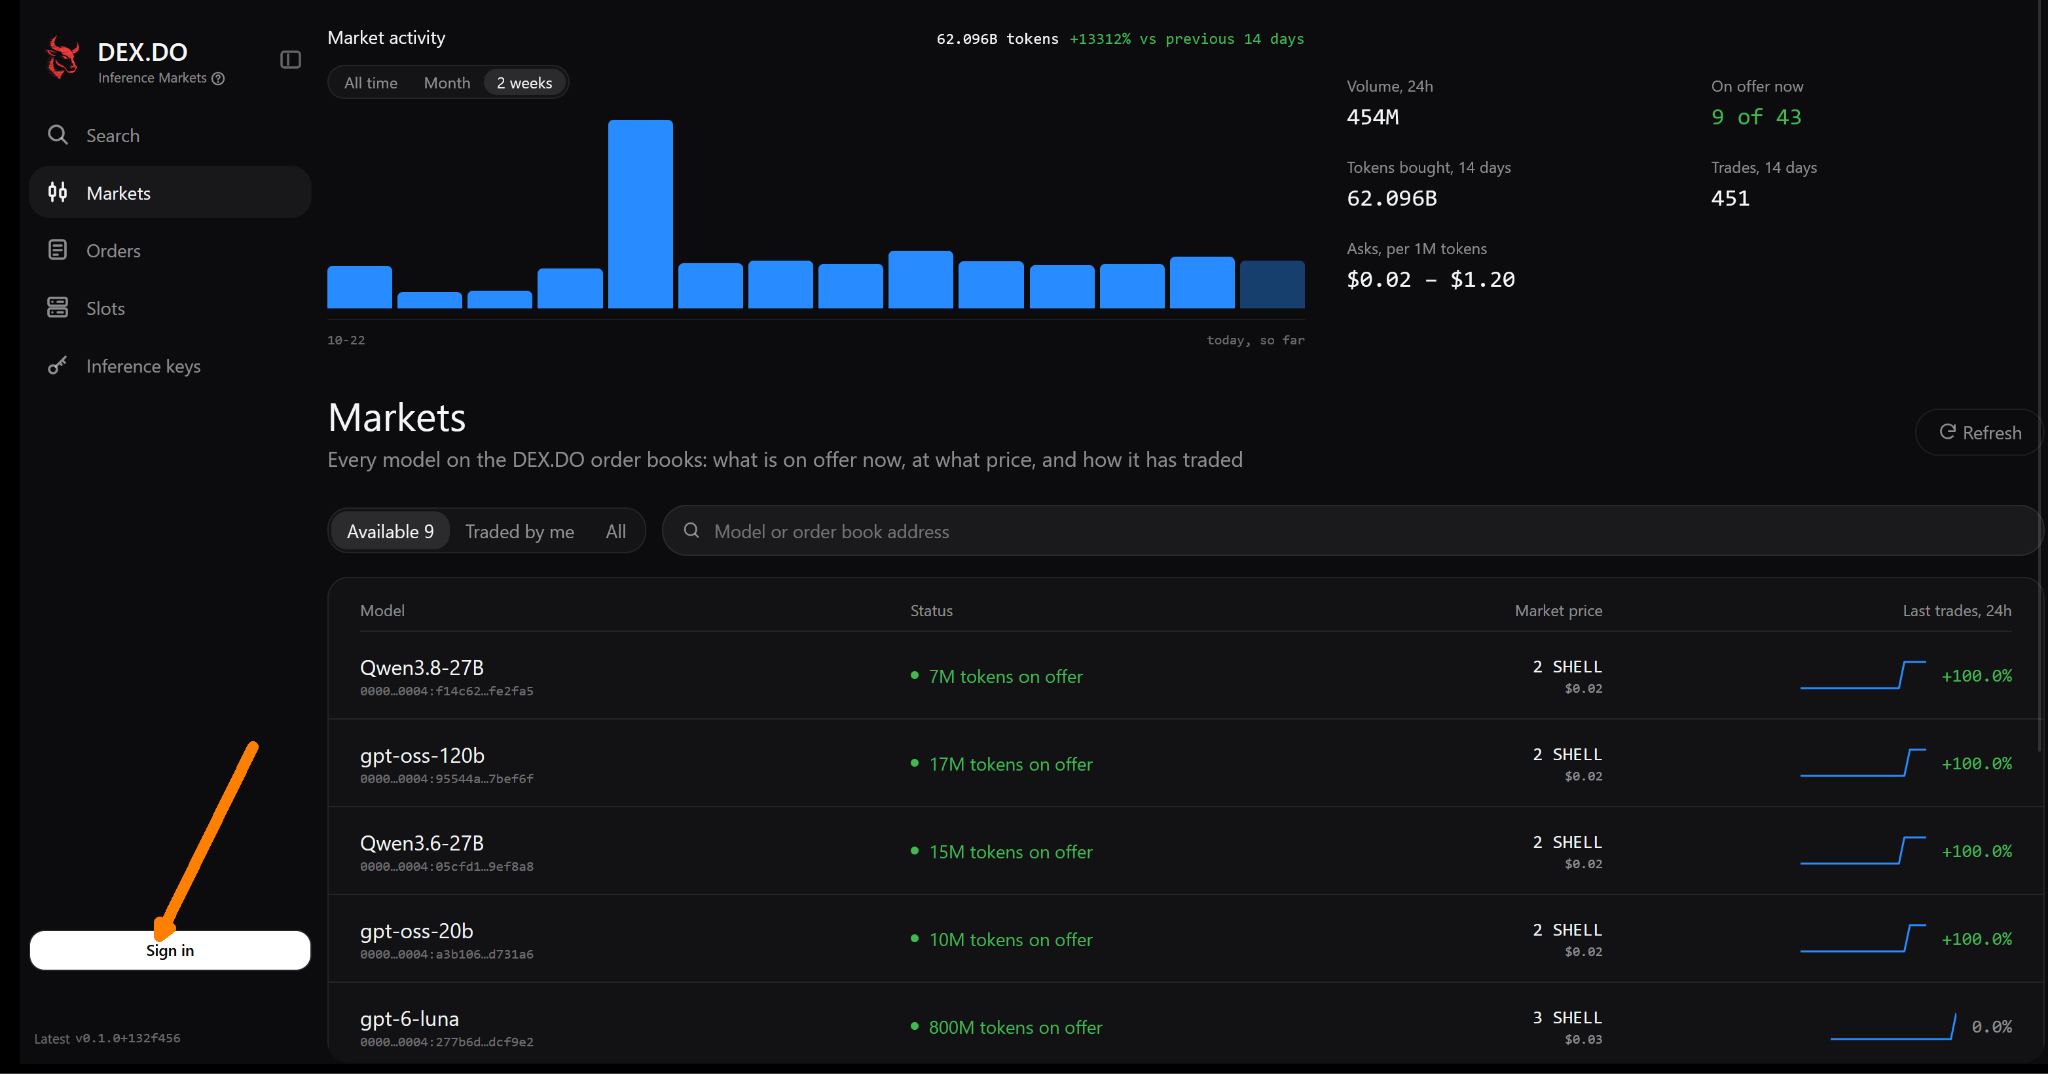 DEX.DO
Inference Markets
Search
Markets
Orders
Slots
Inference keys
Sign in
Latest v0.1.0+132f456
Market activity
62.096B tokens +13312% vs previous 14 days
All time Month 2 weeks
10-22 today, so far
Volume, 24h
454M
On offer now
9 of 43
Tokens bought, 14 days
62.096B
Trades, 14 days
451
Asks, per 1M tokens
$0.02 – $1.20
Markets
Every model on the DEX.DO order books: what is on offer now, at what price, and how it has traded
Refresh
Available 9 Traded by me All
Model or order book address
Model Status Market price Last trades, 24h
Qwen3.8-27B 7M tokens on offer 2 SHELL +100.0%
0000…0004:f14c62…fe2fa5 $0.02
gpt-oss-120b 17M tokens on offer 2 SHELL +100.0%
0000…0004:95544a…7bef6f $0.02
Qwen3.6-27B 15M tokens on offer 2 SHELL +100.0%
0000…0004:05cfd1…9ef8a8 $0.02
gpt-oss-20b 10M tokens on offer 2 SHELL +100.0%
0000…0004:a3b106…d731a6 $0.02
gpt-6-luna 800M tokens on offer 3 SHELL 0.0%
0000…0004:277b6d…dcf9e2 $0.03